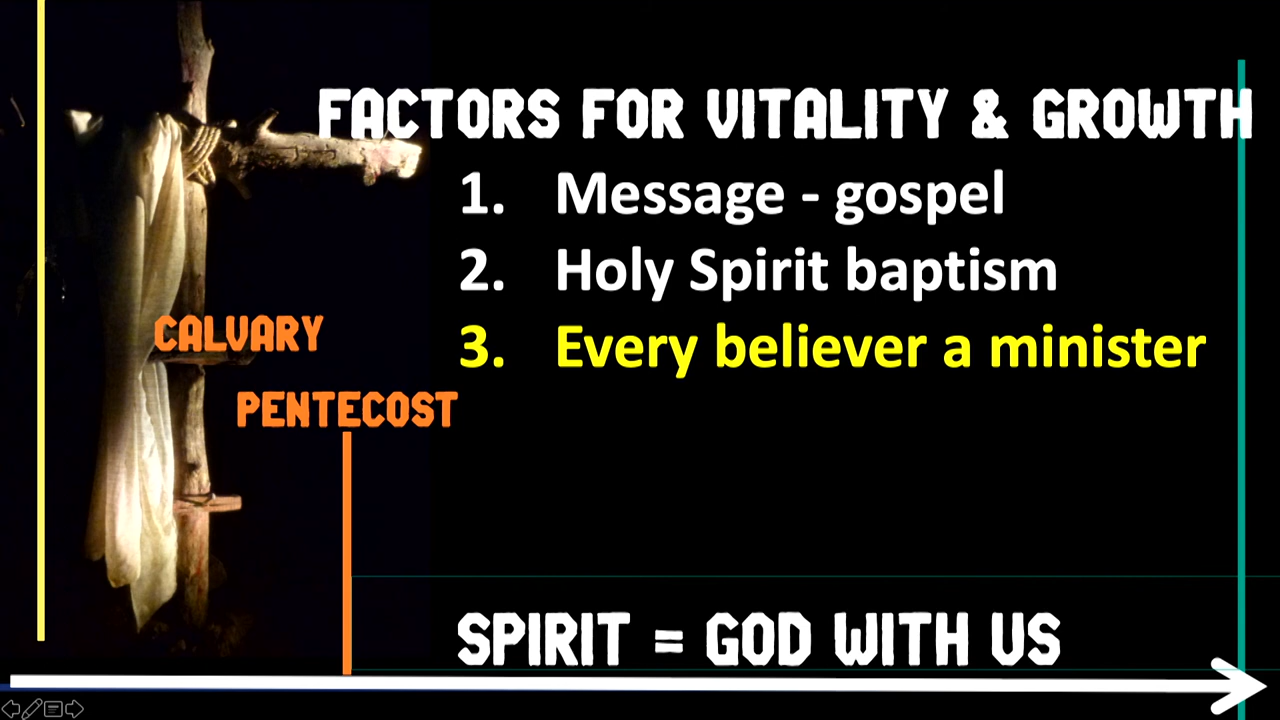 FACTORS FOR VITALITY & GROWTH
1. Message - gospel
2. Holy Spirit baptism
3. Every believer a minister
CALVARY
PENTECOST
SPIRIT = GOD WITH US